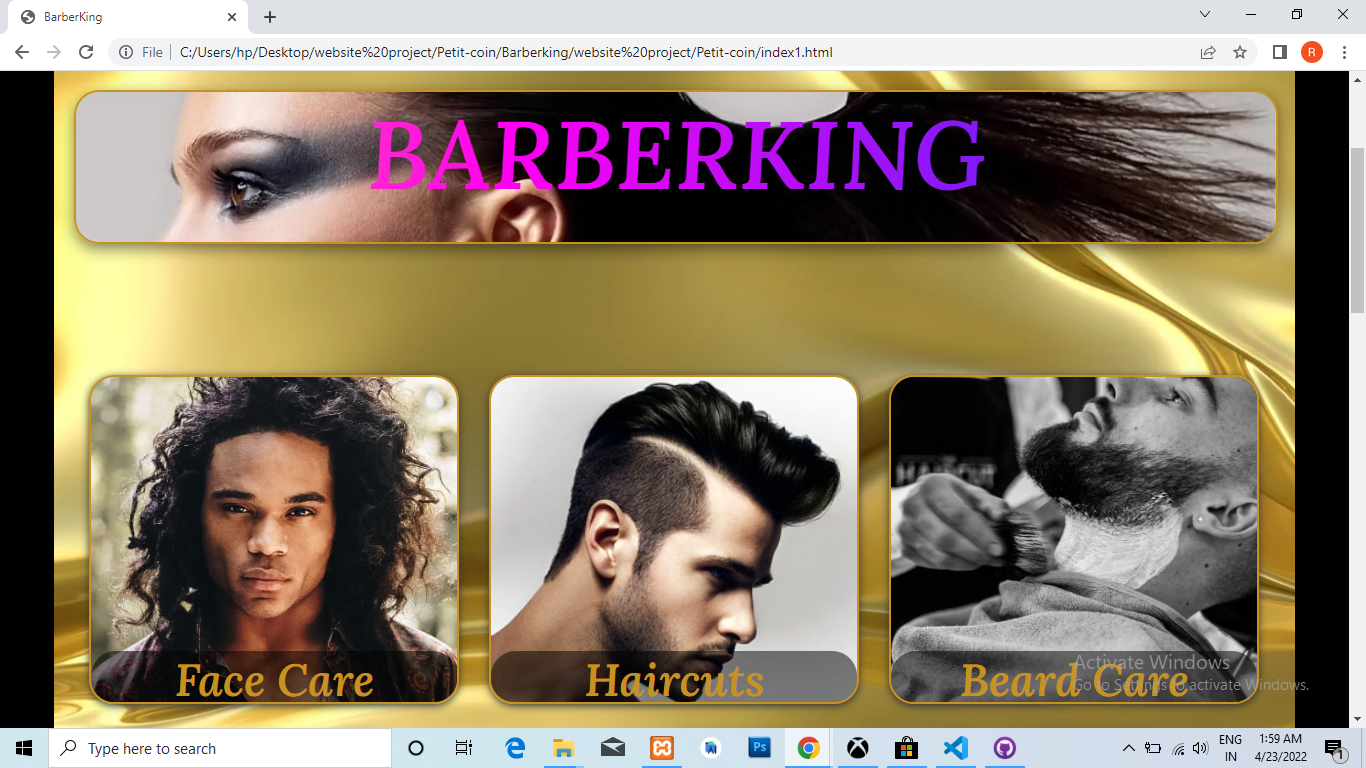 BarberKing
File
C:/Users/hp/Desktop/website%20project/Petit-coin/Barberking/website%20project/Petit-coin/index1.html
R
BARBERKING
Face Care
Haircuts
Beard Care
Activate Windows
Go to Settings to activate Windows.
Type here to search
Ps
ENG
IN
1:59 AM
4/23/2022
1